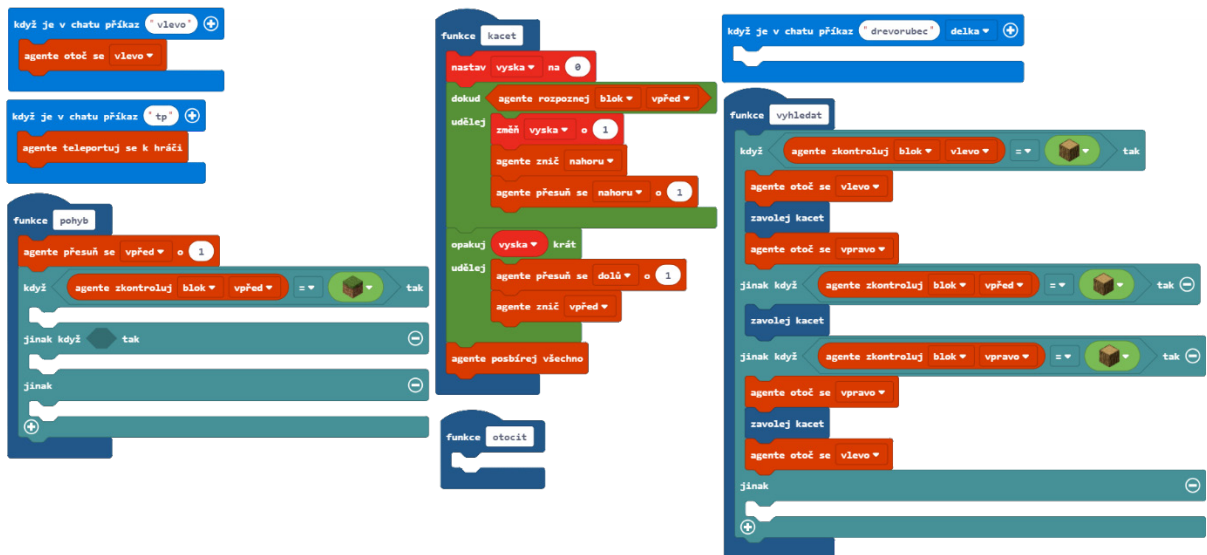 když je v chatu příkaz "vlevo"
agente otoč se vlevo
když je v chatu příkaz "tp"
agente teleportuj se k hráči
funkce pohyb
agente přesuň se vpřed o 1
když agente zkontroluj blok vpřed = tak
jinak když tak
jinak
funkce kacet
nastav vyska na 0
dokud agente rozpoznej blok vpřed
udělej
změň vyska o 1
agente znič nahoru
agente přesuň se nahoru o 1
opakuj vyska krát
udělej
agente přesuň se dolů o 1
agente znič vpřed
agente posbírej všechno
funkce otocit
když je v chatu příkaz "drevorubec" delka
funkce vyhledat
když agente zkontroluj blok vlevo = tak
agente otoč se vlevo
zavolej kacet
agente otoč se vpravo
jinak když agente zkontroluj blok vpřed = tak
zavolej kacet
jinak když agente zkontroluj blok vpravo = tak
agente otoč se vpravo
zavolej kacet
agente otoč se vlevo
jinak